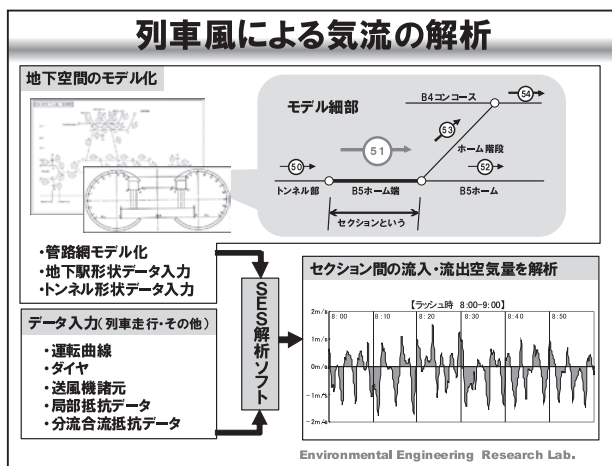 列車風による気流の解析
地下空間のモデル化
モデル細部
B4コンコース
54
53
ホーム階段
51
50
52
トンネル部
B5ホーム端
B5ホーム
セクションという
・管路網モデル化
・地下駅形状データ入力
・トンネル形状データ入力
SES解析ソフト
データ入力(列車走行・その他)
・運転曲線
・ダイヤ
・送風機諸元
・局部抵抗データ
・分流合流抵抗データ
セクション間の流入・流出空気量を解析
【ラッシュ時 8:00-9:00】
2m/s
8:00
8:10
8:20
8:30
8:40
8:50
1m/s
0m/s
-1m/s
-2m/s
Environmental Engineering Research Lab.